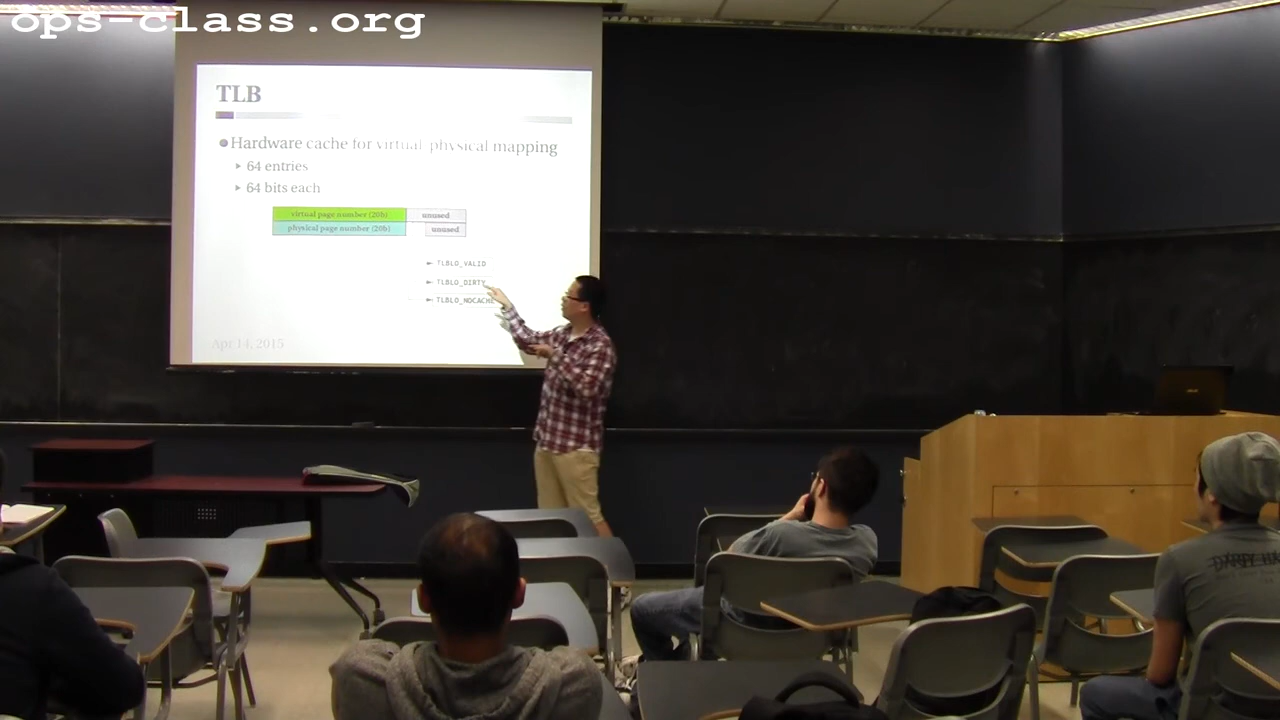 ops-class.org
TLB
Hardware cache for virtual physical mapping
64 entries
64 bits each
virtual page number (20b) unused
physical page number (20b) unused
TLBLO_VALID
TLBLO_DIRTY
TLBLO_NOCACHE
Apr 14, 2015